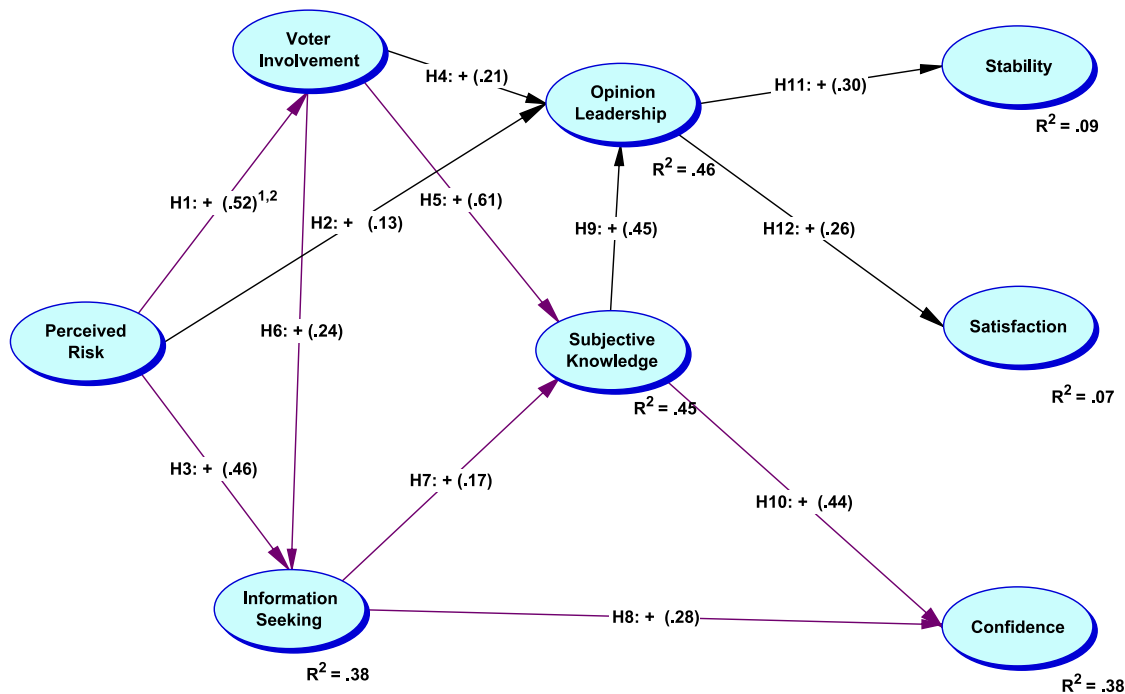 Voter
Involvement
H4: + (.21)
Opinion
Leadership
R² = .46
H11: + (.30)
Stability
R² = .09
H1: + (.52)¹,²
H2: + (.13)
H5: + (.61)
H9: + (.45)
H12: + (.26)
Perceived
Risk
H6: + (.24)
Subjective
Knowledge
R² = .45
Satisfaction
R² = .07
H3: + (.46)
H7: + (.17)
H10: + (.44)
Information
Seeking
R² = .38
H8: + (.28)
Confidence
R² = .38